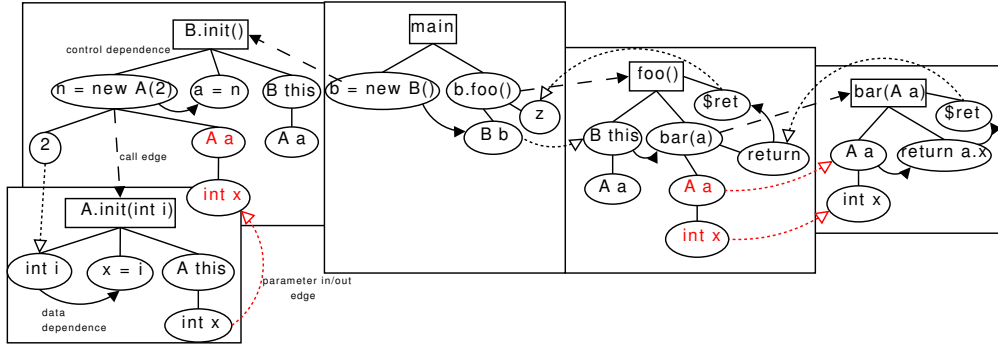 B.init()
control dependence
n = new A(2)
a = n
B this
2
A a
A a
call edge
int x
A.init(int i)
int i
x = i
A this
data
dependence
int x
parameter in/out
edge
main
b = new B()
b.foo()
z
B b
foo()
$ret
B this
bar(a)
return
A a
A a
int x
bar(A a)
$ret
A a
return a.x
int x